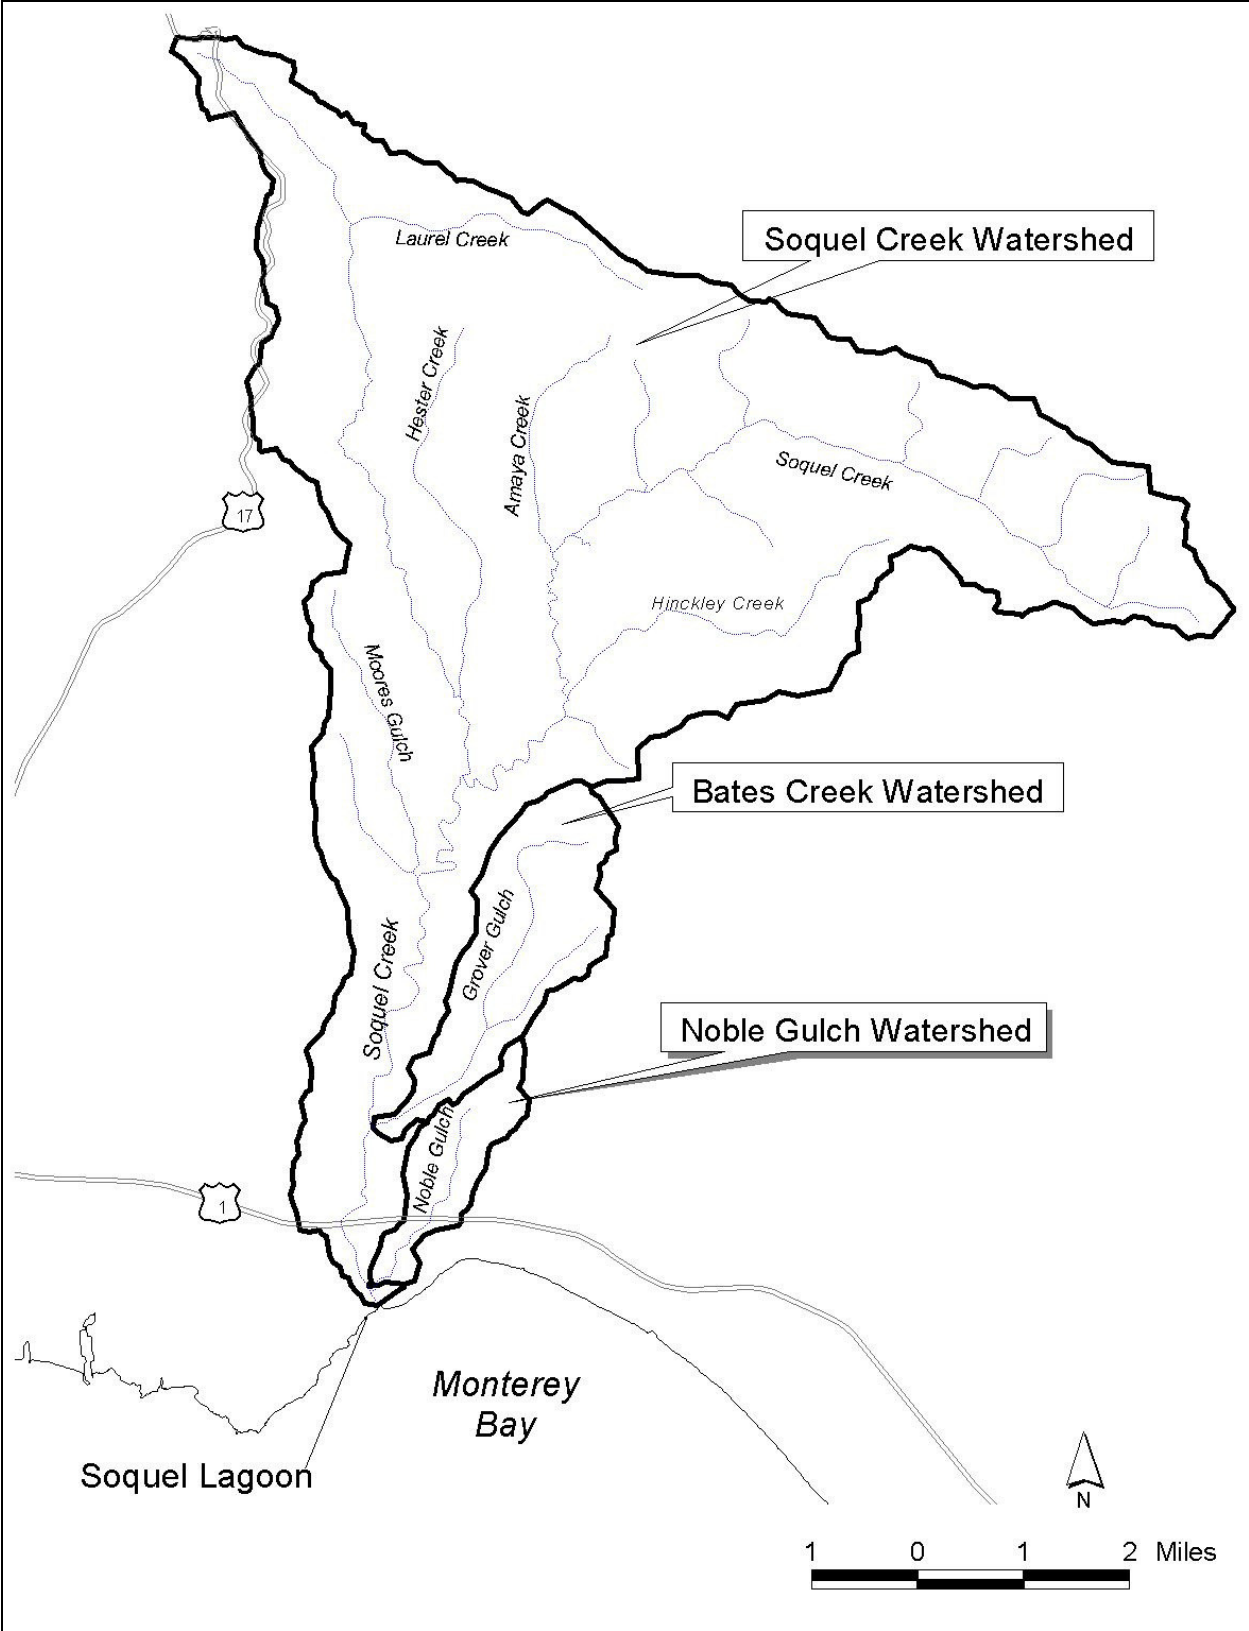 Laurel Creek
Soquel Creek Watershed
Hester Creek
Amaya Creek
Soquel Creek
17
Hinckley Creek
Moores Gulch
Bates Creek Watershed
Grover Gulch
Soquel Creek
Noble Gulch Watershed
Noble Gulch
1
Monterey
Bay
Soquel Lagoon
N
1 0 1 2 Miles